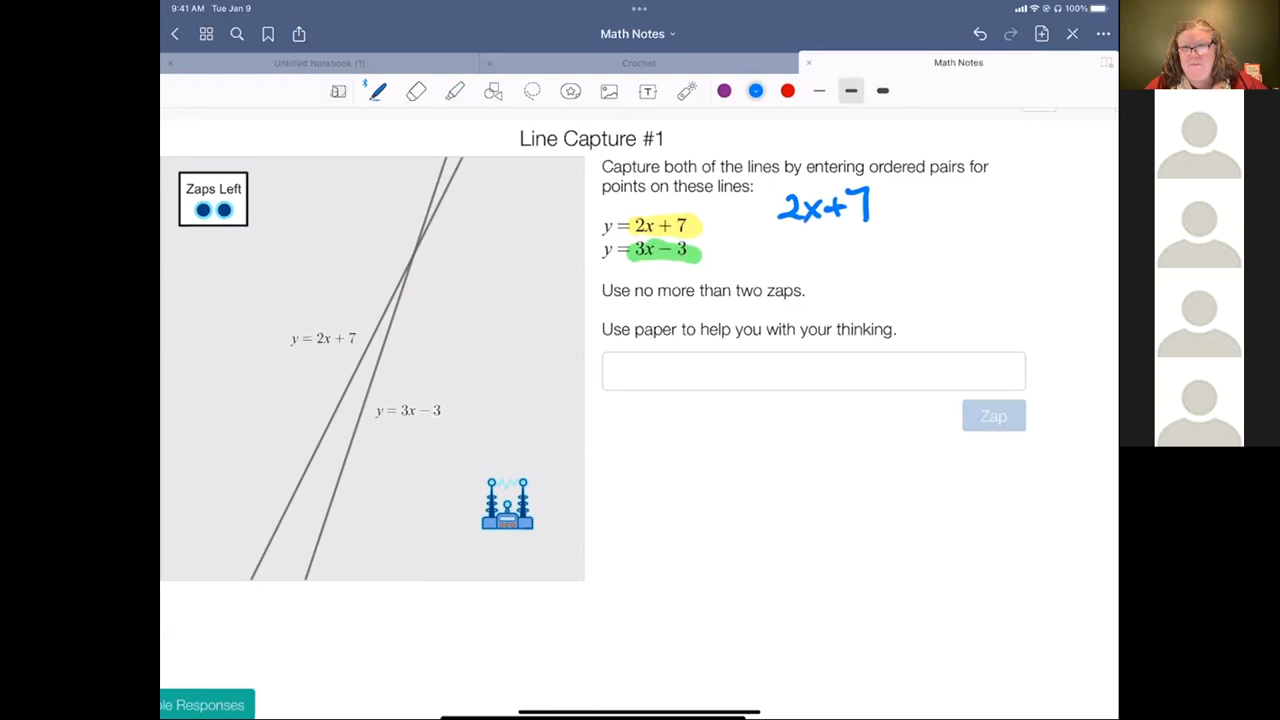 9:41 AM Tue Jan 9
100%
Math Notes
Untitled Notebook (1)
Crochet
Math Notes
Line Capture #1
Zaps Left
y = 2x + 7
y = 3x − 3
Capture both of the lines by entering ordered pairs for
points on these lines:
2x+7
y = 2x + 7
y = 3x − 3
Use no more than two zaps.
Use paper to help you with your thinking.
Zap
le Responses